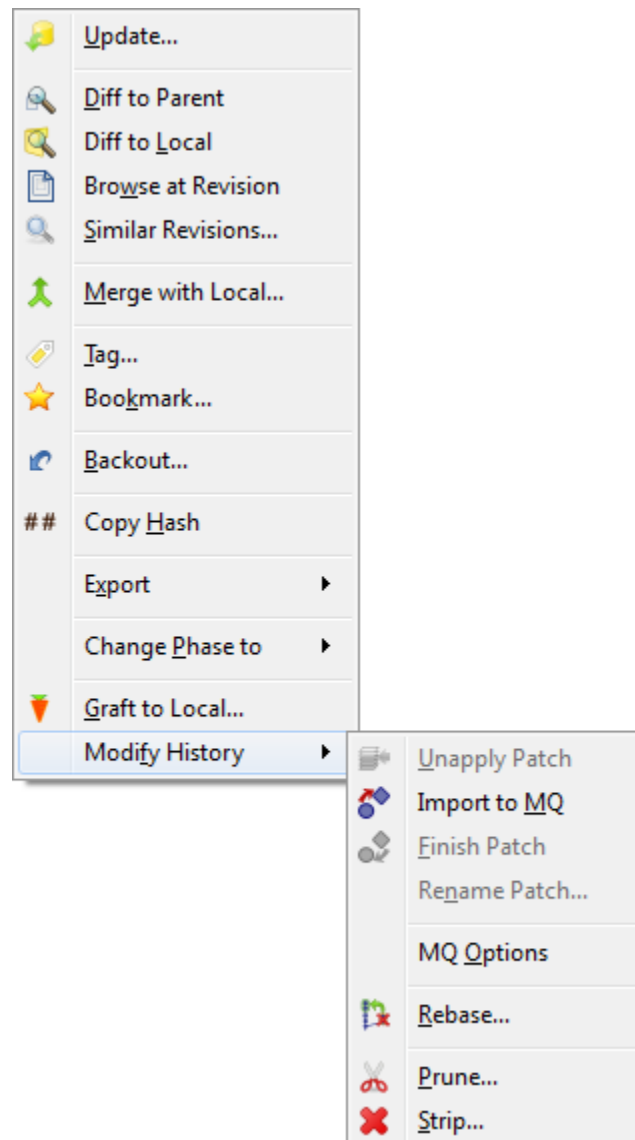 Update...
Diff to Parent
Diff to Local
Browse at Revision
Similar Revisions...
Merge with Local...
Tag...
Bookmark...
Backout...
## Copy Hash
Export
Change Phase to
Graft to Local...
Modify History
Unapply Patch
Import to MQ
Finish Patch
Rename Patch...
MQ Options
Rebase...
Prune...
Strip...